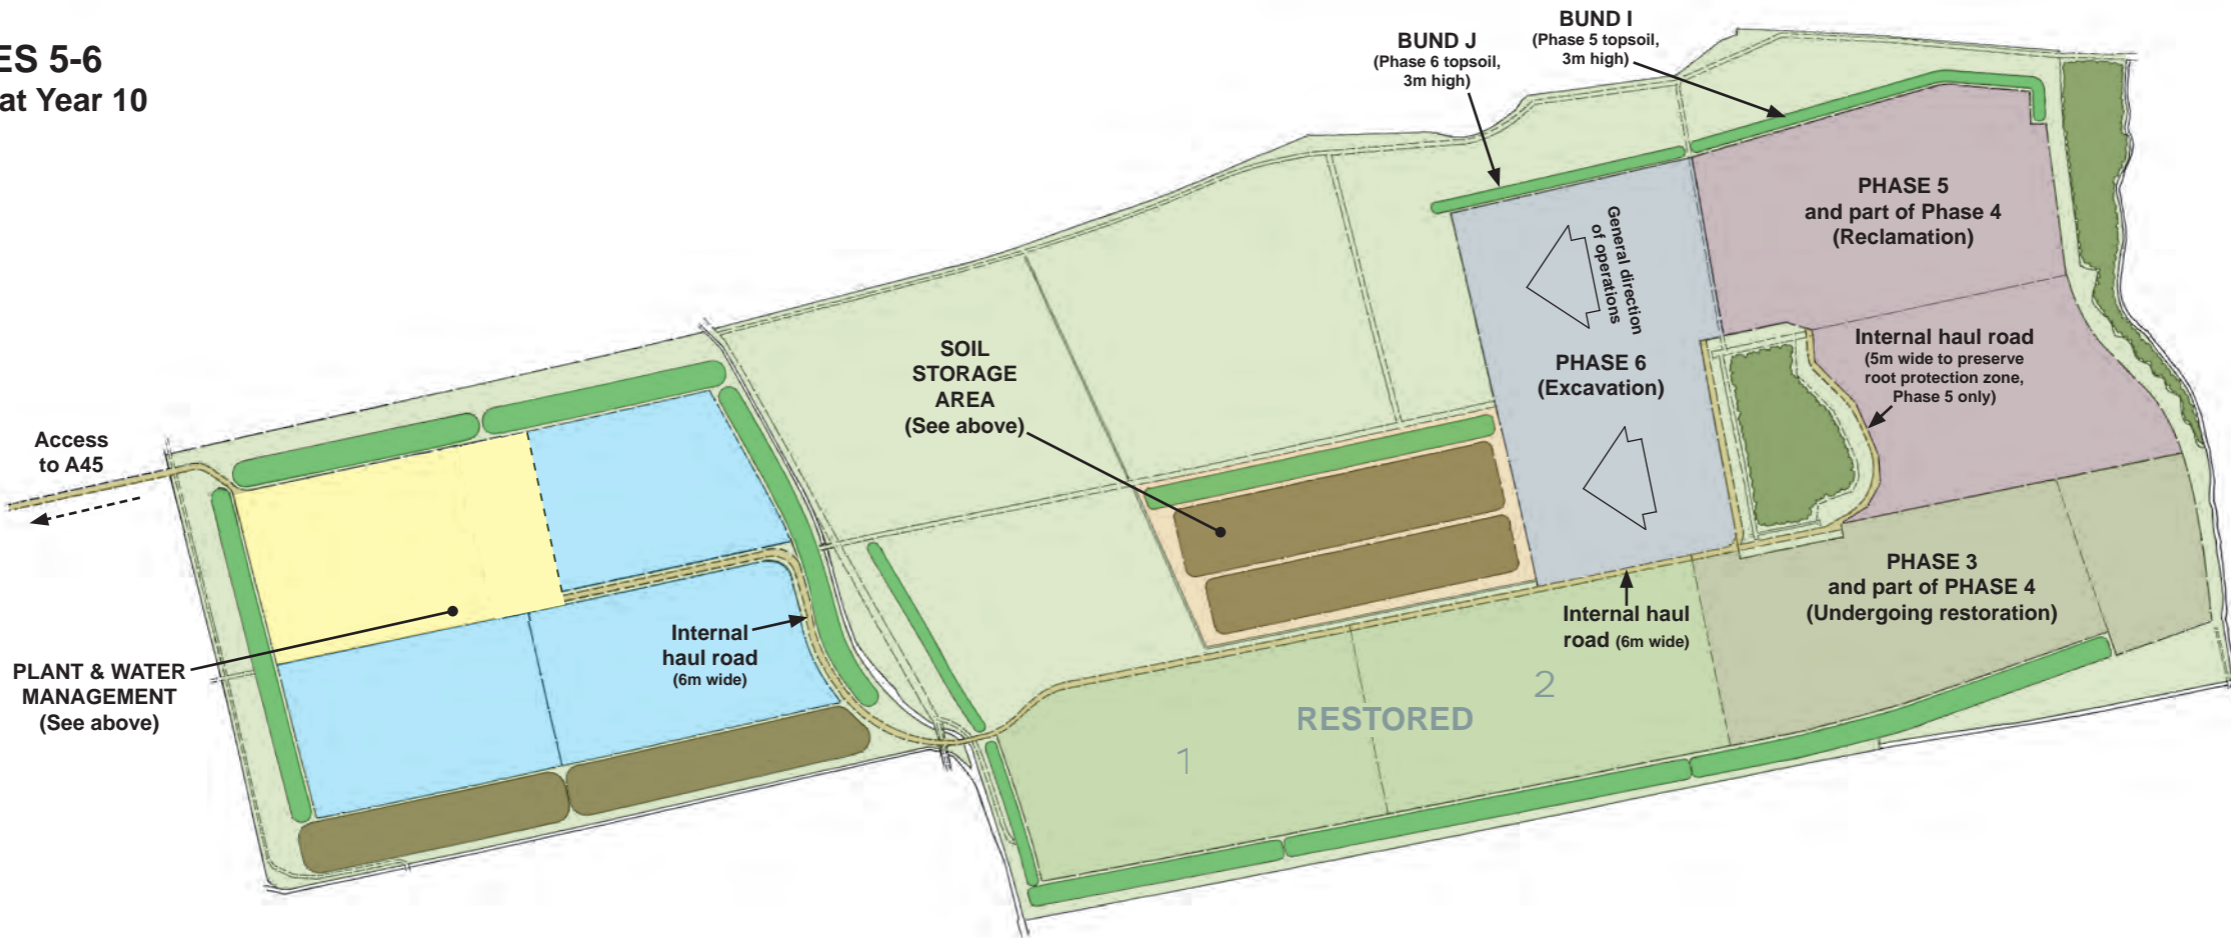 ES 5-6
at Year 10
BUND J
(Phase 6 topsoil,
3m high)
BUND I
(Phase 5 topsoil,
3m high)
PHASE 5
and part of Phase 4
(Reclamation)
General direction
of operations
Internal haul road
(5m wide to preserve
root protection zone,
Phase 5 only)
SOIL
STORAGE
AREA
(See above)
PHASE 6
(Excavation)
Access
to A45
PHASE 3
and part of PHASE 4
(Undergoing restoration)
Internal haul
road (6m wide)
Internal
haul road
(6m wide)
PLANT & WATER
MANAGEMENT
(See above)
2
RESTORED
1